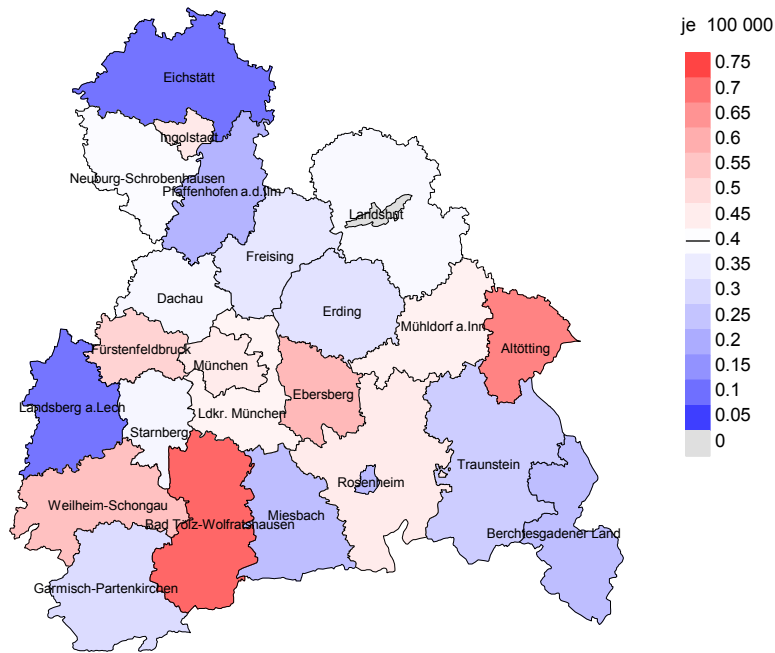 je 100 000
0.75
0.7
0.65
0.6
0.55
0.5
0.45
0.4
0.35
0.3
0.25
0.2
0.15
0.1
0.05
0
Eichstätt
Ingolstadt
Neuburg-Schrobenhausen
Pfaffenhofen a.d.Ilm
Landshut
Freising
Dachau
Erding
Mühldorf a.Inn
Altötting
Fürstenfeldbruck
München
Ebersberg
Landsberg a.Lech
Ldkr. München
Starnberg
Traunstein
Rosenheim
Weilheim-Schongau
Miesbach
Bad Tölz-Wolfratshausen
Berchtesgadener Land
Garmisch-Partenkirchen